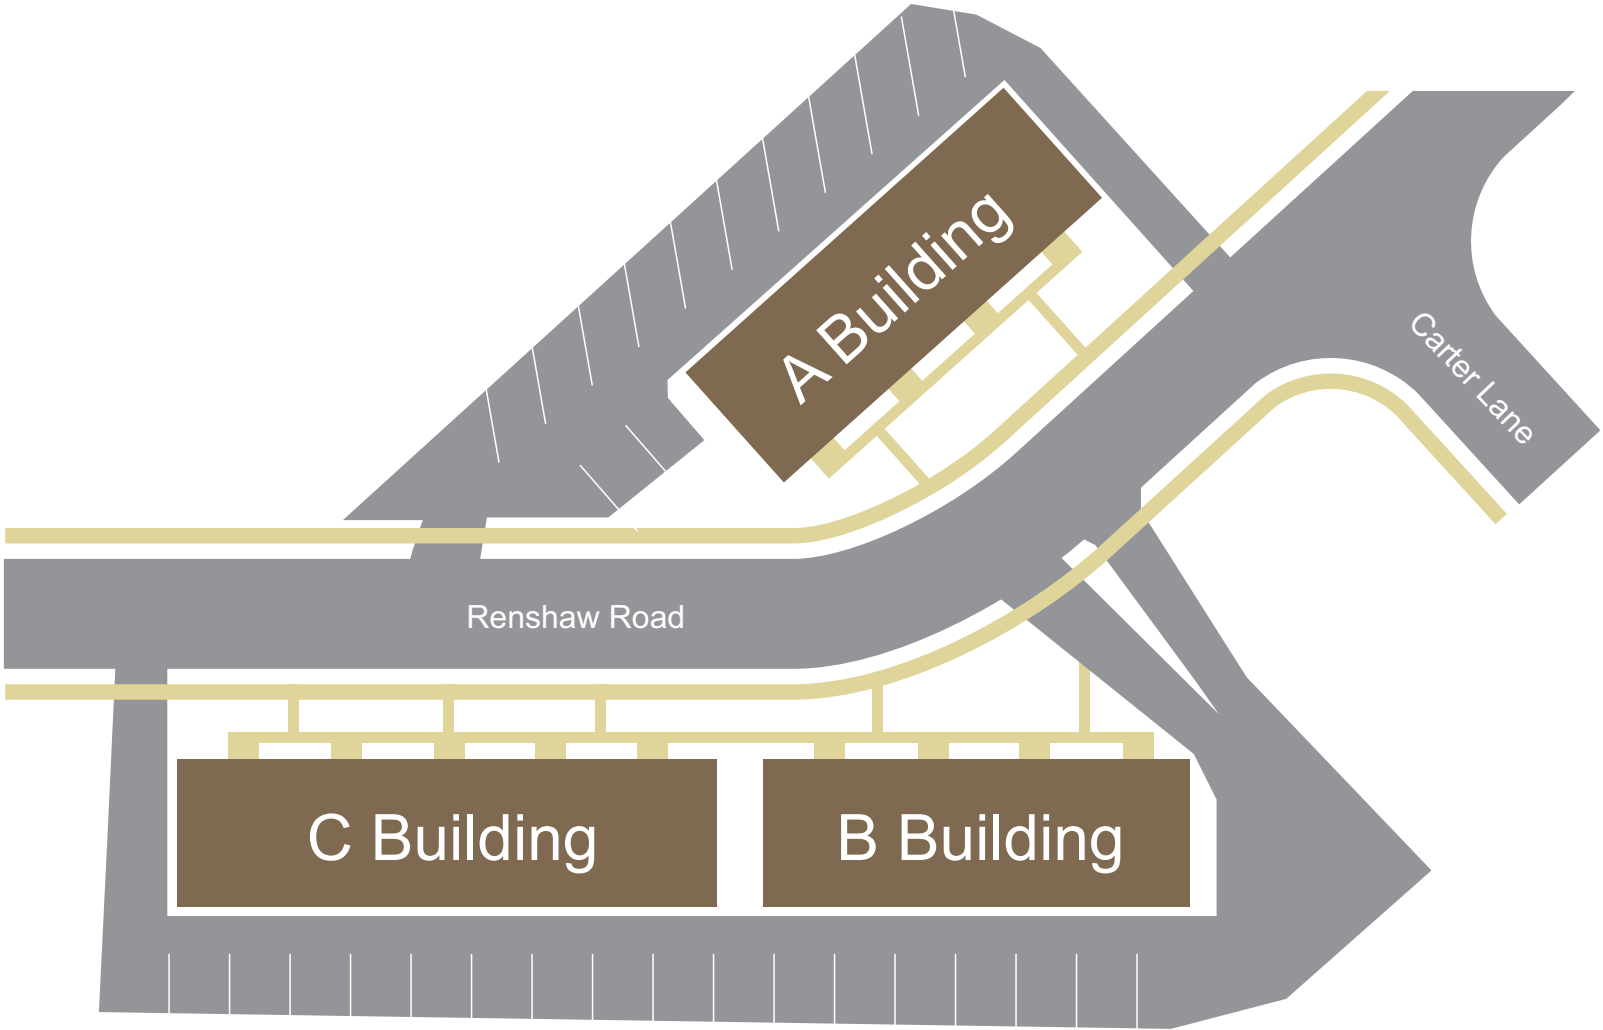 A Building
Carter Lane
Renshaw Road
C Building
B Building